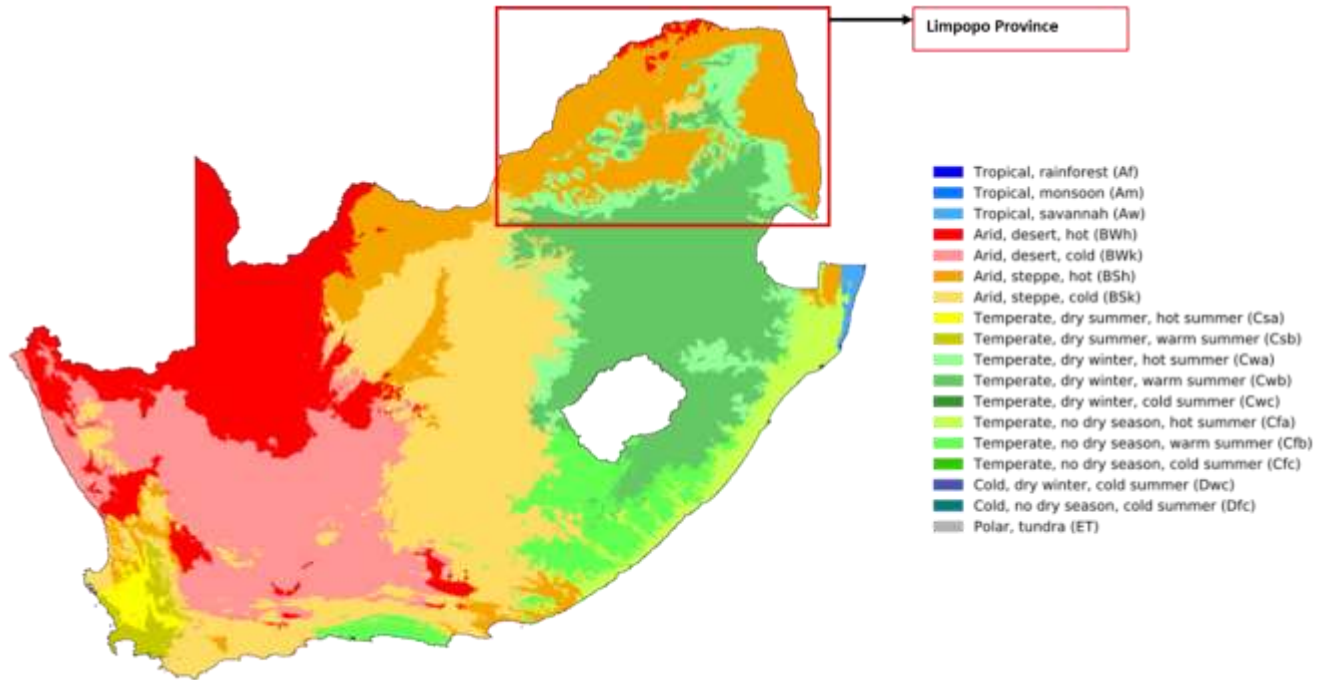 Limpopo Province
Tropical, rainforest (Af)
Tropical, monsoon (Am)
Tropical, savannah (Aw)
Arid, desert, hot (BWh)
Arid, desert, cold (BWk)
Arid, steppe, hot (BSh)
Arid, steppe, cold (BSk)
Temperate, dry summer, hot summer (Csa)
Temperate, dry summer, warm summer (Csb)
Temperate, dry winter, hot summer (Cwa)
Temperate, dry winter, warm summer (Cwb)
Temperate, dry winter, cold summer (Cwc)
Temperate, no dry season, hot summer (Cfa)
Temperate, no dry season, warm summer (Cfb)
Temperate, no dry season, cold summer (Cfc)
Cold, dry winter, cold summer (Dwc)
Cold, no dry season, cold summer (Dfc)
Polar, tundra (ET)